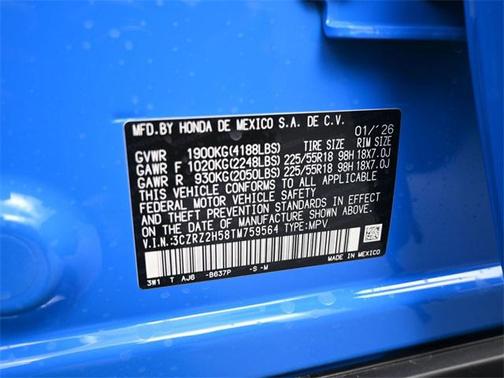 MFD.BY HONDA DE MEXICO S.A. DE C.V. 01/'26
TIRE SIZE RIM SIZE
GVWR 1900KG(4188LBS)
GAWR F 1020KG(2248LBS) 225/55R18 98H 18X7.0J
GAWR R 930KG(2050LBS) 225/55R18 98H 18X7.0J
THIS VEHICLE CONFORMS TO ALL APPLICABLE
FEDERAL MOTOR VEHICLE SAFETY
AND THEFT PREVENTION STANDARDS IN EFFECT
ON THE DATE OF MANUFACTURE SHOWN ABOVE.
V.I.N.:3CZRZ2H58TM759564 TYPE:MPV
MADE IN MEXICO
3W1 T AJ6 -B637P -S -M